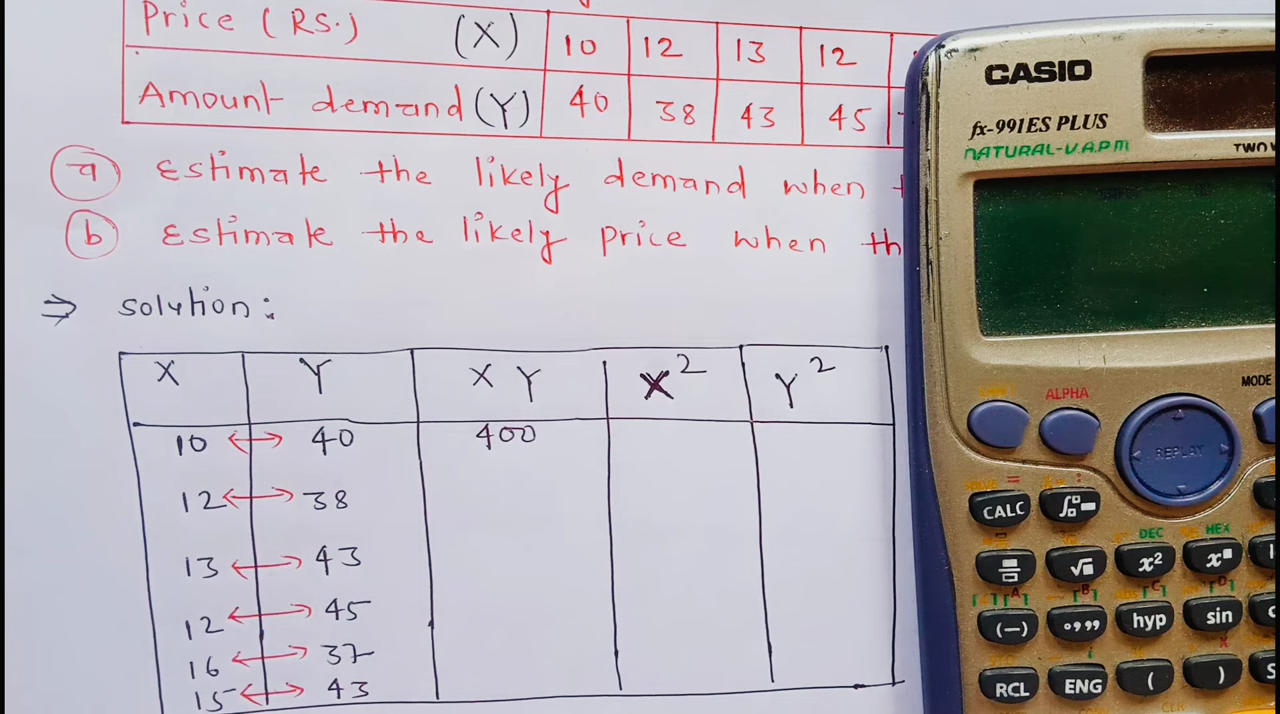 Price (RS.) (X) 10 12 13 12
Amount demand (Y) 40 38 43 45
a Estimate the likely demand when
b Estimate the likely price when th
⇒ solution:
X Y XY X² Y²
10 ↔ 40 400
12 ↔ 38
13 ↔ 43
12 ↔ 45
16 ↔ 37
15 ↔ 43
CASIO
fx-991ES PLUS
NATURAL-V.P.A.M.
TWO
MODE
ALPHA
REPLAY
CALC
DEC HEX
x² x■
(−) °,,, hyp sin
RCL ENG ( )